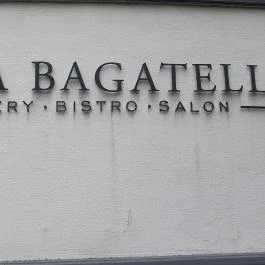 A BAGATELL
ERY · BISTRO · SALON